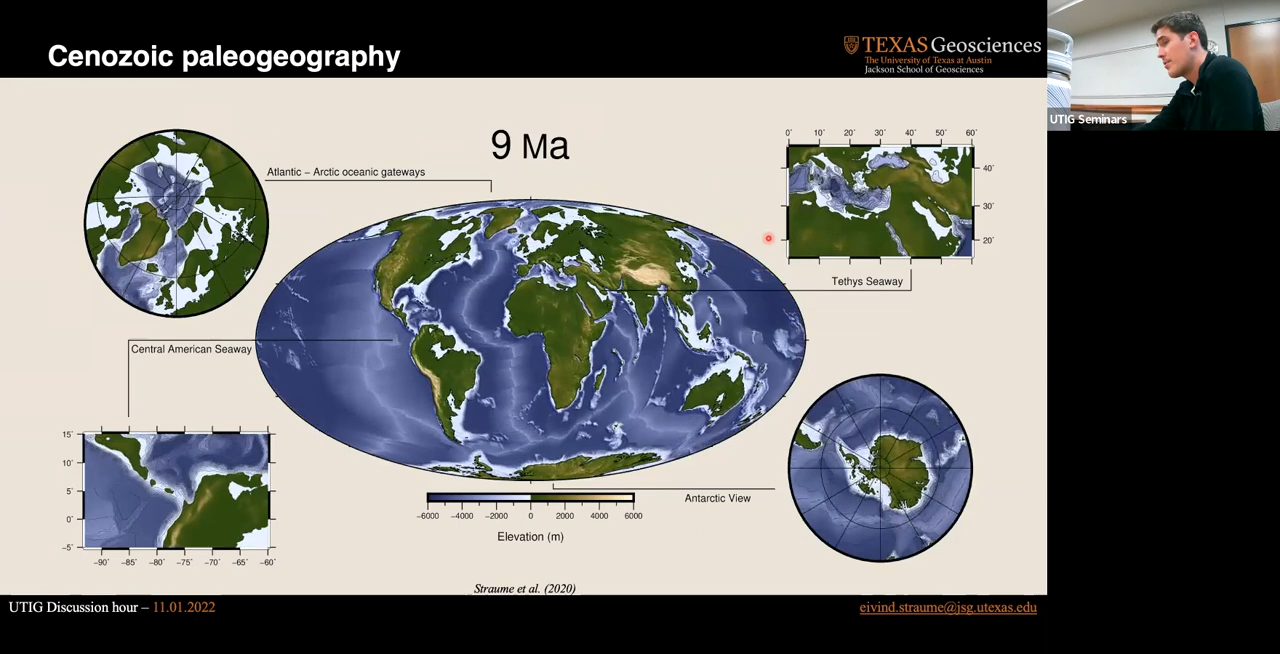 Cenozoic paleogeography
TEXAS Geosciences
The University of Texas at Austin
Jackson School of Geosciences
UTIG Seminars
9 Ma
Atlantic – Arctic oceanic gateways
0° 10° 20° 30° 40° 50° 60°
40°
30°
20°
Tethys Seaway
Central American Seaway
15°
10°
5°
0°
−5°
−90° −85° −80° −75° −70° −65° −60°
Antarctic View
−6000 −4000 −2000 0 2000 4000 6000
Elevation (m)
Straume et al. (2020)
UTIG Discussion hour – 11.01.2022
eivind.straume@jsg.utexas.edu